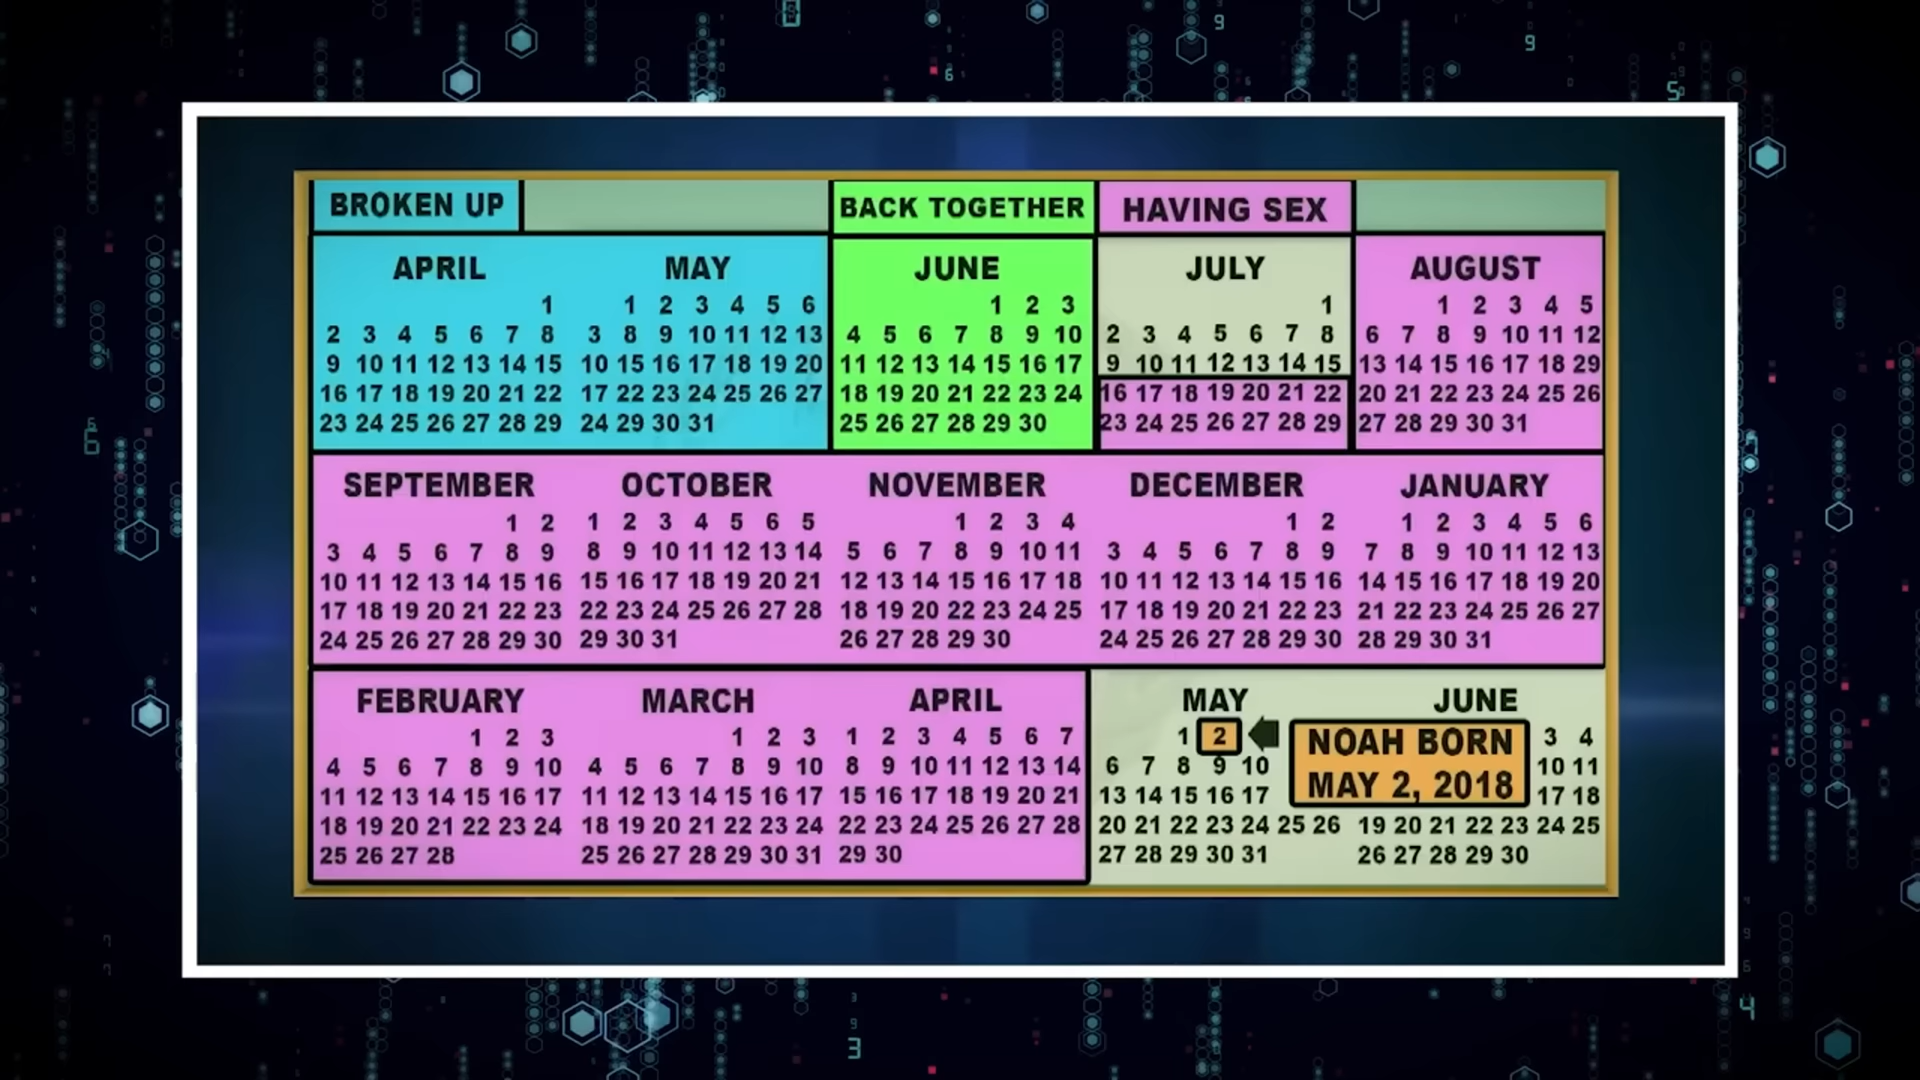 BROKEN UP
BACK TOGETHER
HAVING SEX
APRIL
1
2 3 4 5 6 7 8
9 10 11 12 13 14 15
16 17 18 19 20 21 22
23 24 25 26 27 28 29
MAY
1 2 3 4 5 6
3 8 9 10 11 12 13
10 15 16 17 18 19 20
17 22 23 24 25 26 27
24 29 30 31
JUNE
1 2 3
4 5 6 7 8 9 10
11 12 13 14 15 16 17
18 19 20 21 22 23 24
25 26 27 28 29 30
JULY
1
2 3 4 5 6 7 8
9 10 11 12 13 14 15
16 17 18 19 20 21 22
23 24 25 26 27 28 29
AUGUST
1 2 3 4 5
6 7 8 9 10 11 12
13 14 15 16 17 18 29
20 21 22 23 24 25 26
27 28 29 30 31
SEPTEMBER
1 2
3 4 5 6 7 8 9
10 11 12 13 14 15 16
17 18 19 20 21 22 23
24 25 26 27 28 29 30
OCTOBER
1 2 3 4 5 6 5
8 9 10 11 12 13 14
15 16 17 18 19 20 21
22 23 24 25 26 27 28
29 30 31
NOVEMBER
1 2 3 4
5 6 7 8 9 10 11
12 13 14 15 16 17 18
18 19 20 22 23 24 25
26 27 28 29 30
DECEMBER
1 2
3 4 5 6 7 8 9
10 11 12 13 14 15 16
17 18 19 20 21 22 23
24 25 26 27 28 29 30
JANUARY
1 2 3 4 5 6
7 8 9 10 11 12 13
14 15 16 17 18 19 20
21 22 23 24 25 26 27
28 29 30 31
FEBRUARY
1 2 3
4 5 6 7 8 9 10
11 12 13 14 15 16 17
18 19 20 21 22 23 24
25 26 27 28
MARCH
1 2 3
4 5 6 7 8 9 10
11 12 13 14 15 16 17
18 19 20 21 22 23 24
25 26 27 28 29 30 31
APRIL
1 2 3 4 5 6 7
8 9 10 11 12 13 14
15 16 17 18 19 20 21
22 23 24 25 26 27 28
29 30
MAY
1 2
6 7 8 9 10
13 14 15 16 17
20 21 22 23 24 25 26
27 28 29 30 31
NOAH BORN
MAY 2, 2018
JUNE
3 4
10 11
17 18
19 20 21 22 23 24 25
26 27 28 29 30